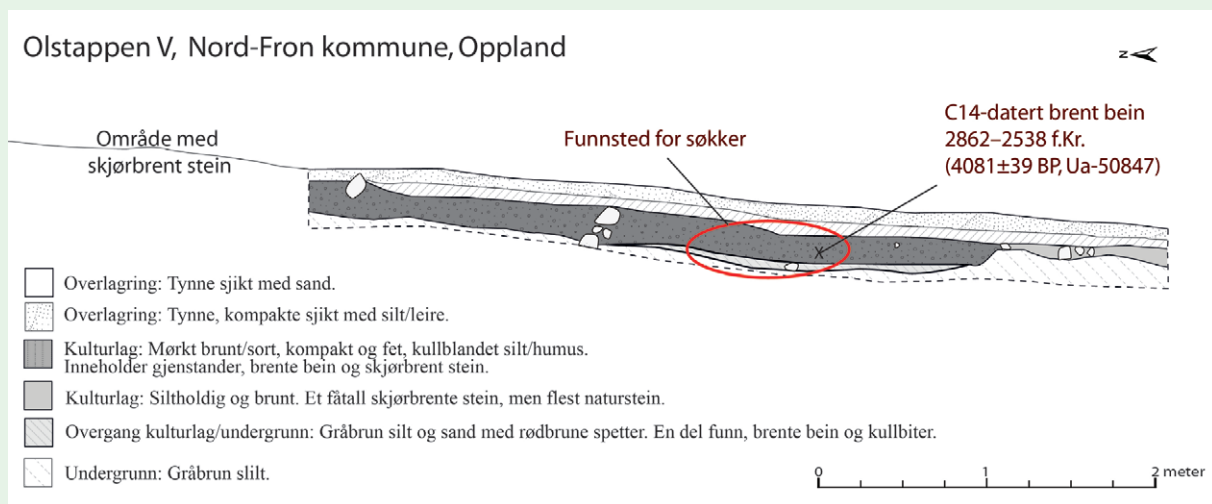 Olstappen V, Nord-Fron kommune, Oppland
z
C14-datert brent bein
2862–2538 f.Kr.
(4081±39 BP, Ua-50847)
Område med
skjørbrent stein
Funnsted for søkker
X
Overlagring: Tynne sjikt med sand.
Overlagring: Tynne, kompakte sjikt med silt/leire.
Kulturlag: Mørkt brunt/sort, kompakt og fet, kullblandet silt/humus.
Inneholder gjenstander, brente bein og skjørbrent stein.
Kulturlag: Siltholdig og brunt. Et fåtall skjørbrente stein, men flest naturstein.
Overgang kulturlag/undergrunn: Gråbrun silt og sand med rødbrune spetter. En del funn, brente bein og kullbiter.
Undergrunn: Gråbrun slilt.
0 1 2 meter